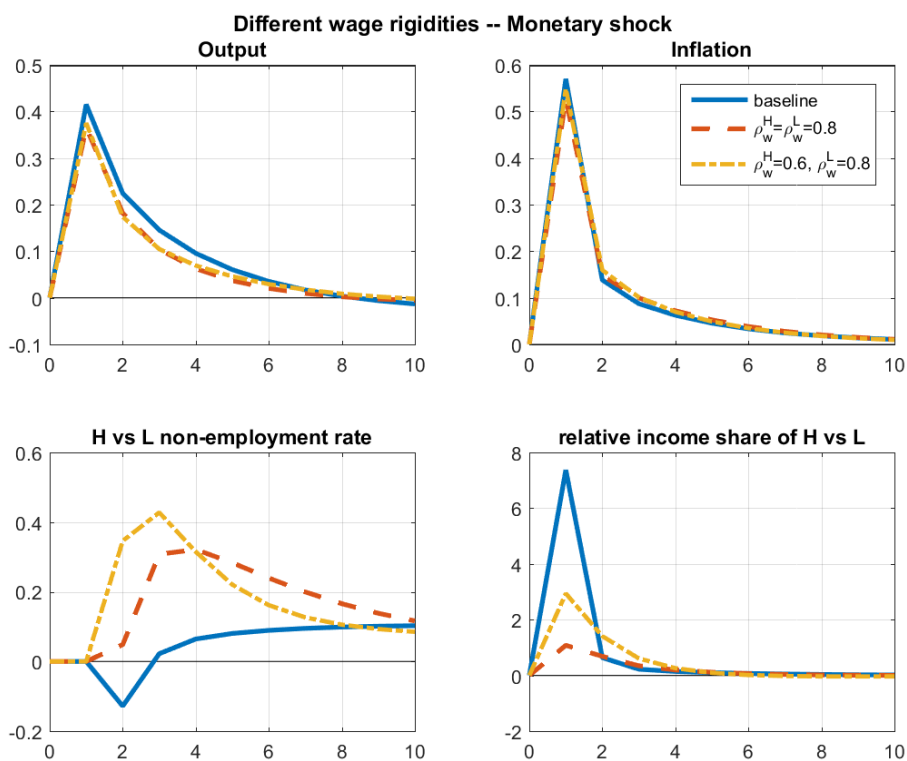 Different wage rigidities -- Monetary shock
Output
0.5
0.4
0.3
0.2
0.1
0
-0.1
0 2 4 6 8 10
Inflation
0.6
0.5
0.4
0.3
0.2
0.1
0
0 2 4 6 8 10
baseline
ρ_w^H=ρ_w^L=0.8
ρ_w^H=0.6, ρ_w^L=0.8
H vs L non-employment rate
0.6
0.4
0.2
0
-0.2
0 2 4 6 8 10
relative income share of H vs L
8
6
4
2
0
-2
0 2 4 6 8 10